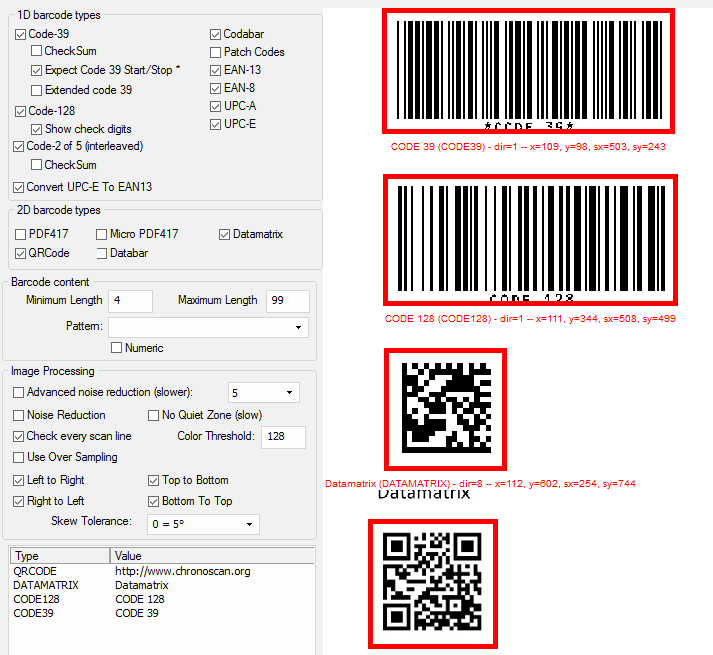 1D barcode types
Code-39
CheckSum
Expect Code 39 Start/Stop *
Extended code 39
Code-128
Show check digits
Code-2 of 5 (interleaved)
CheckSum
Convert UPC-E To EAN13
Codabar
Patch Codes
EAN-13
EAN-8
UPC-A
UPC-E
2D barcode types
PDF417 Micro PDF417 Datamatrix
QRCode Databar
Barcode content
Minimum Length 4 Maximum Length 99
Pattern:
Numeric
Image Processing
Advanced noise reduction (slower): 5
Noise Reduction No Quiet Zone (slow)
Check every scan line Color Threshold: 128
Use Over Sampling
Left to Right Top to Bottom
Right to Left Bottom To Top
Skew Tolerance: 0 = 5º
Type Value
QRCODE http://www.chronoscan.org
DATAMATRIX Datamatrix
CODE128 CODE 128
CODE39 CODE 39
*CODE 39*
CODE 39 (CODE39) - dir=1 -- x=109, y=98, sx=503, sy=243
CODE 128
CODE 128 (CODE128) - dir=1 -- x=111, y=344, sx=508, sy=499
Datamatrix (DATAMATRIX) - dir=8 -- x=112, y=602, sx=254, sy=744
Datamatrix